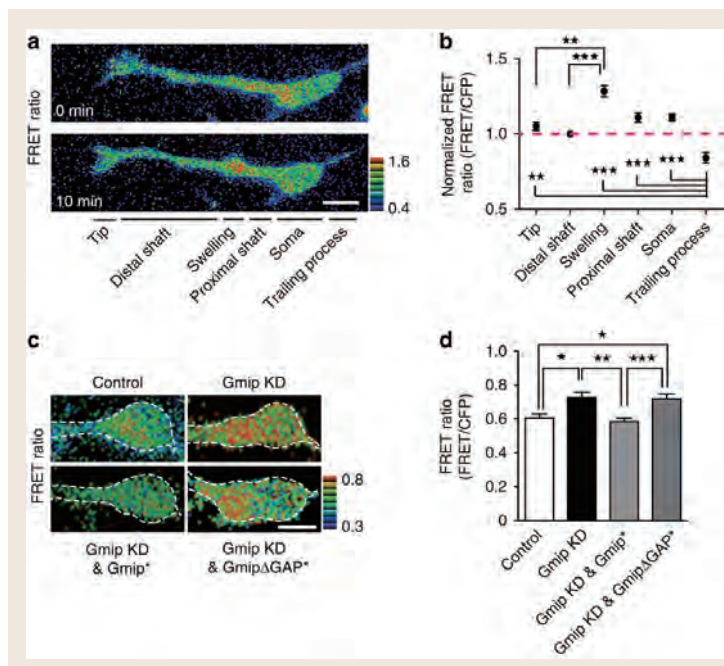 a
FRET ratio
0 min
10 min
1.6
0.4
Tip
Distal shaft
Swelling
Proximal shaft
Soma
Trailing process
b
Normalized FRET
ratio (FRET/CFP)
1.5
1.0
0.5
★★
★★★
★★
★★★
★★★
★★★
Tip
Distal shaft
Swelling
Proximal shaft
Soma
Trailing process
c
FRET ratio
Control
Gmip KD
0.8
0.3
Gmip KD
& Gmip*
Gmip KD
& GmipΔGAP*
d
FRET ratio
(FRET/CFP)
1.0
0.8
0.6
0.4
0.2
0
★
★
★★
★★★
Control
Gmip KD
Gmip KD & Gmip*
Gmip KD & GmipΔGAP*